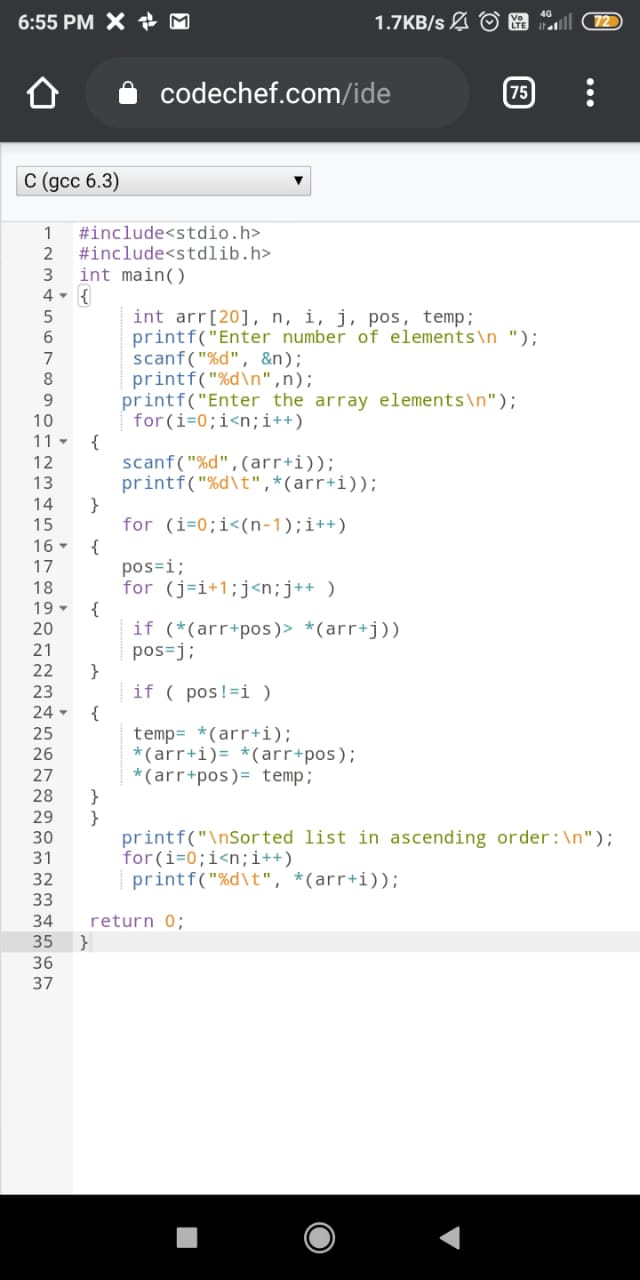 6:55 PM 1.7KB/s Vo LTE 4G 72
codechef.com/ide 75
C (gcc 6.3)
1 #include<stdio.h>
2 #include<stdlib.h>
3 int main()
4 {
5 int arr[20], n, i, j, pos, temp;
6 printf("Enter number of elements\n ");
7 scanf("%d", &n);
8 printf("%d\n",n);
9 printf("Enter the array elements\n");
10 for(i=0;i<n;i++)
11 {
12 scanf("%d",(arr+i));
13 printf("%d\t",*(arr+i));
14 }
15 for (i=0;i<(n-1);i++)
16 {
17 pos=i;
18 for (j=i+1;j<n;j++ )
19 {
20 if (*(arr+pos)> *(arr+j))
21 pos=j;
22 }
23 if ( pos!=i )
24 {
25 temp= *(arr+i);
26 *(arr+i)= *(arr+pos);
27 *(arr+pos)= temp;
28 }
29 }
30 printf("\nSorted list in ascending order:\n");
31 for(i=0;i<n;i++)
32 printf("%d\t", *(arr+i));
33
34 return 0;
35 }
36
37